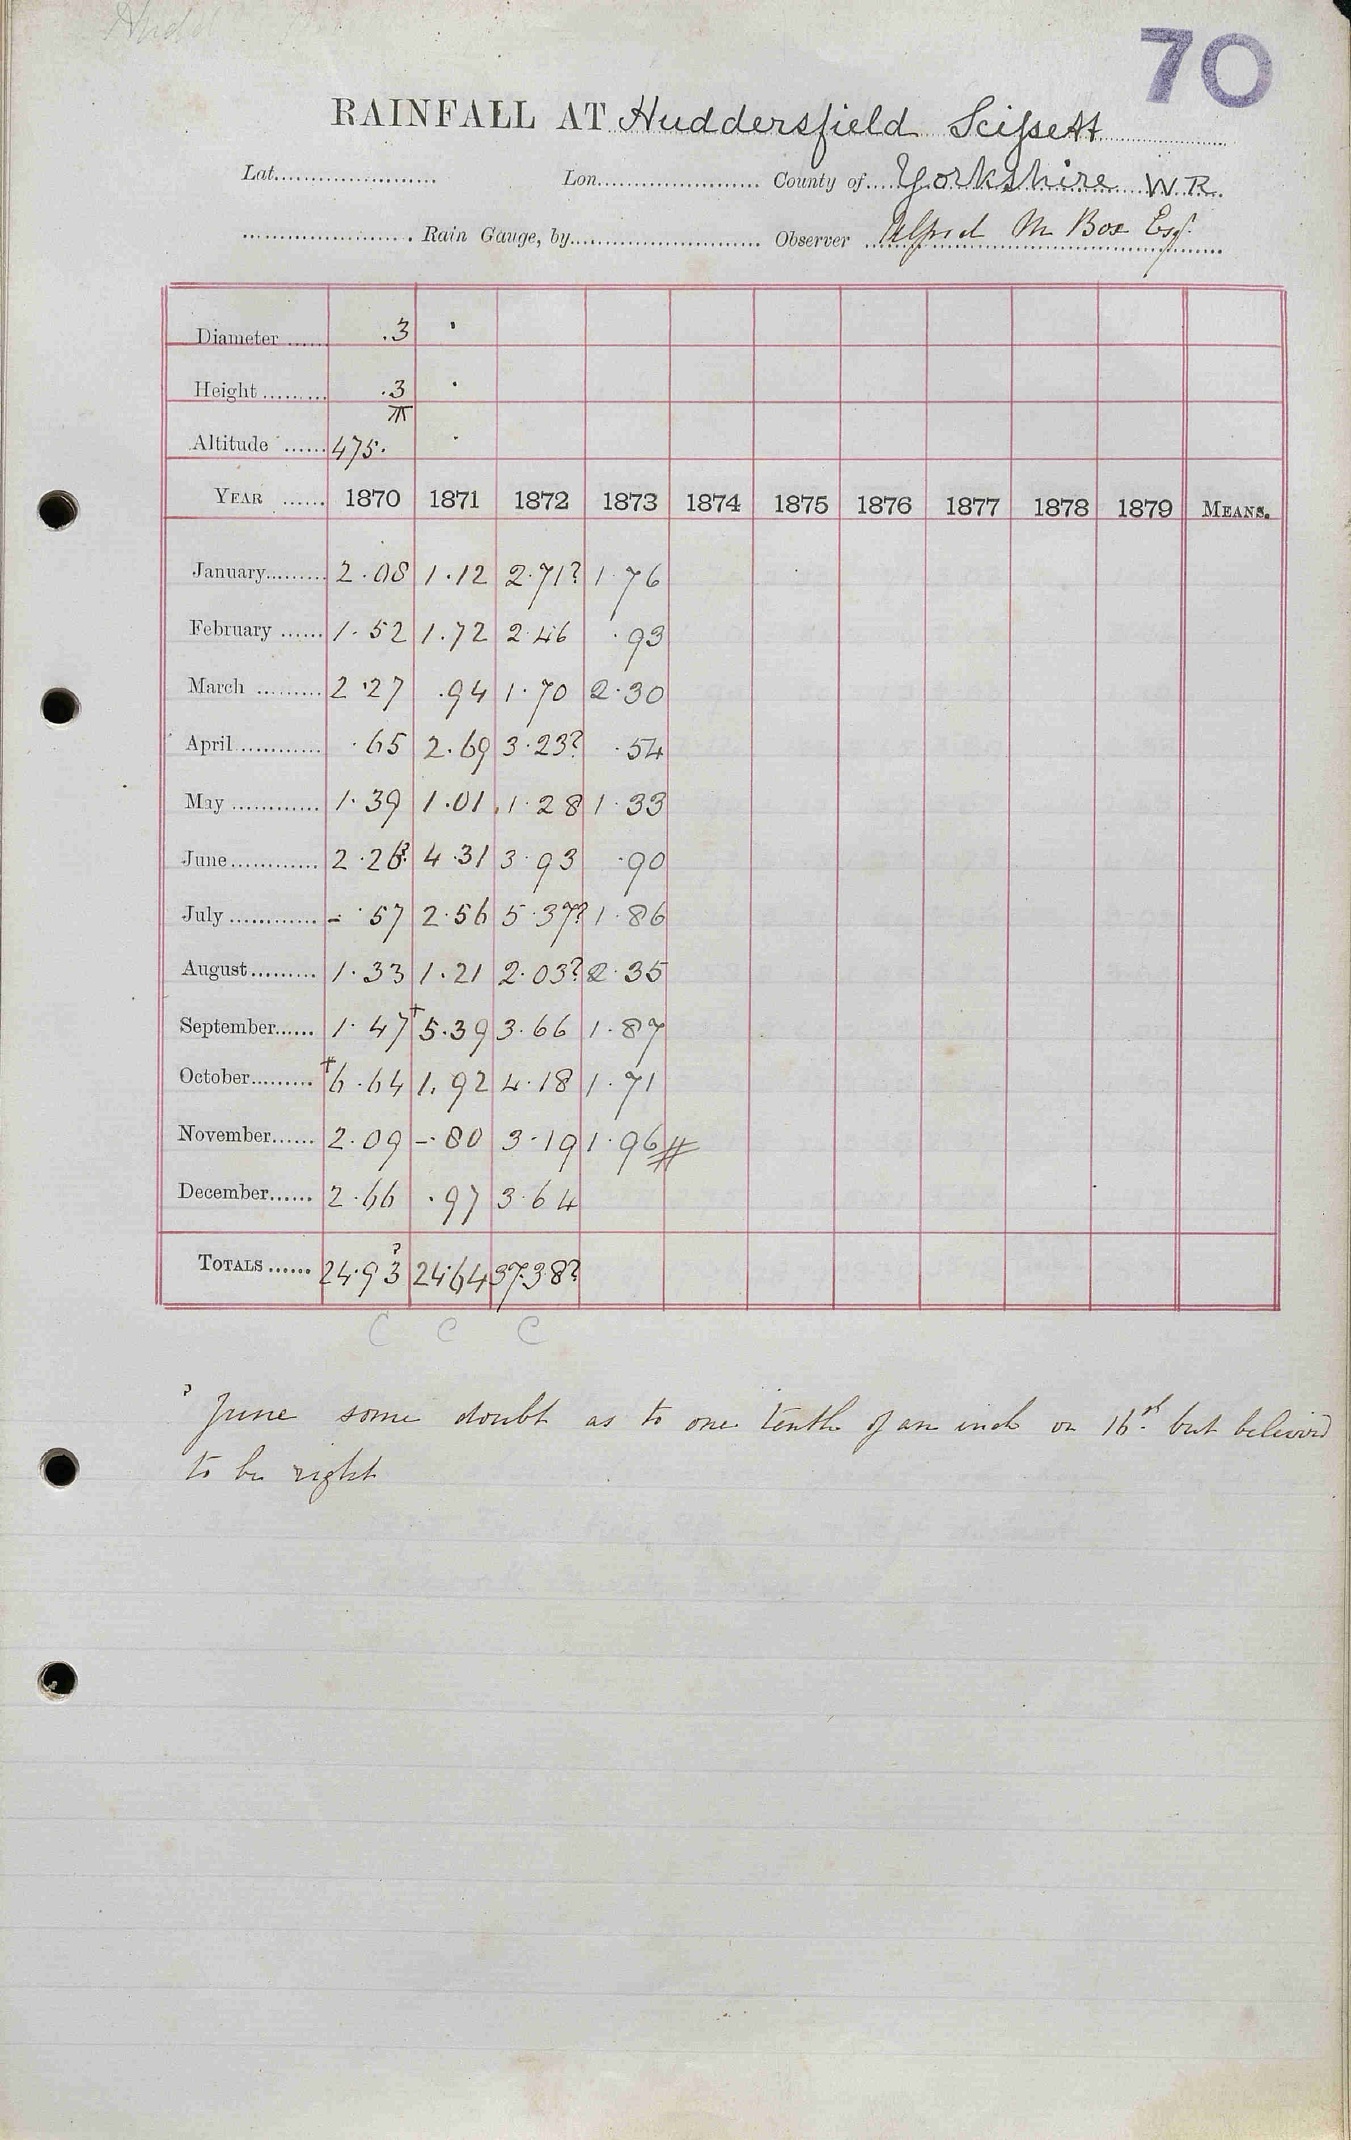 70
RAINFALL AT Huddersfield Scissett
Lat. Lon. County of Yorkshire W.R.
Rain Gauge, by Observer Alfred M Box Esq.
Diameter .3 "
Height .3 "
Altitude 475. "
YEAR 1870 1871 1872 1873 1874 1875 1876 1877 1878 1879 MEANS.
January 2.08 1.12 2.71? 1.76
February 1.52 1.72 2.46 .93
March 2.27 .94 1.70 2.30
April .65 2.69 3.23? .54
May 1.39 1.01 1.28 1.33
June 2.26? 4.31 3.93 .90
July -.57 2.56 5.37? 1.86
August 1.33 1.21 2.03? 2.35
September 1.47 +5.39 3.66 1.87
October +6.64 1.92 4.18 1.71
November 2.09 -.80 3.19 1.96 #
December 2.66 .97 3.64
TOTALS 24.93? 24.64 37.38?
C C C
? June some doubt as to one tenth of an inch on 16th but believed
to be right